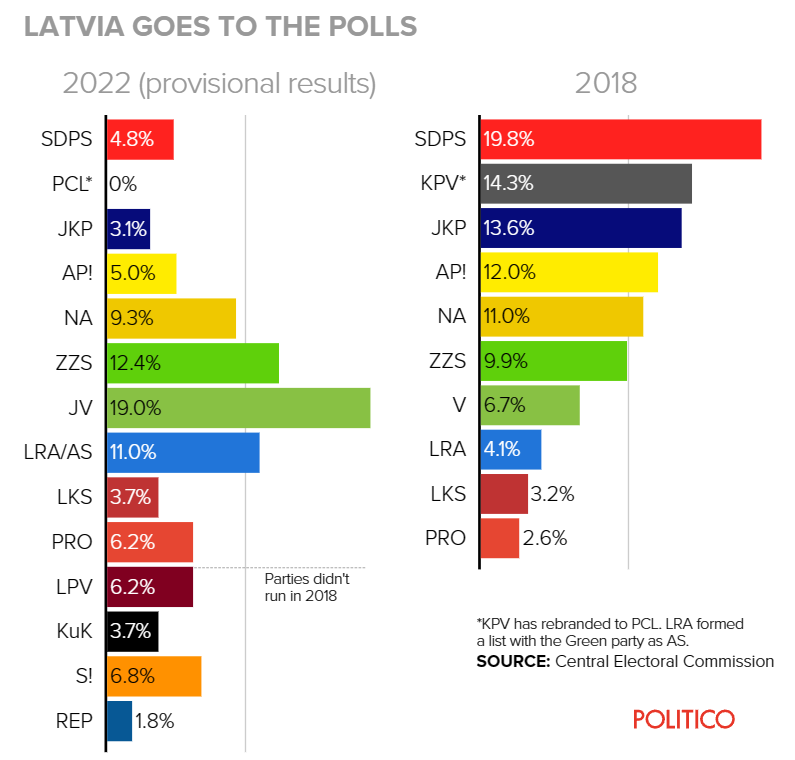 LATVIA GOES TO THE POLLS
2022 (provisional results)
SDPS 4.8%
PCL* 0%
JKP 3.1%
AP! 5.0%
NA 9.3%
ZZS 12.4%
JV 19.0%
LRA/AS 11.0%
LKS 3.7%
PRO 6.2%
LPV 6.2%
KuK 3.7%
S! 6.8%
REP 1.8%
Parties didn't
run in 2018
2018
SDPS 19.8%
KPV* 14.3%
JKP 13.6%
AP! 12.0%
NA 11.0%
ZZS 9.9%
V 6.7%
LRA 4.1%
LKS 3.2%
PRO 2.6%
*KPV has rebranded to PCL. LRA formed
a list with the Green party as AS.
SOURCE: Central Electoral Commission
POLITICO